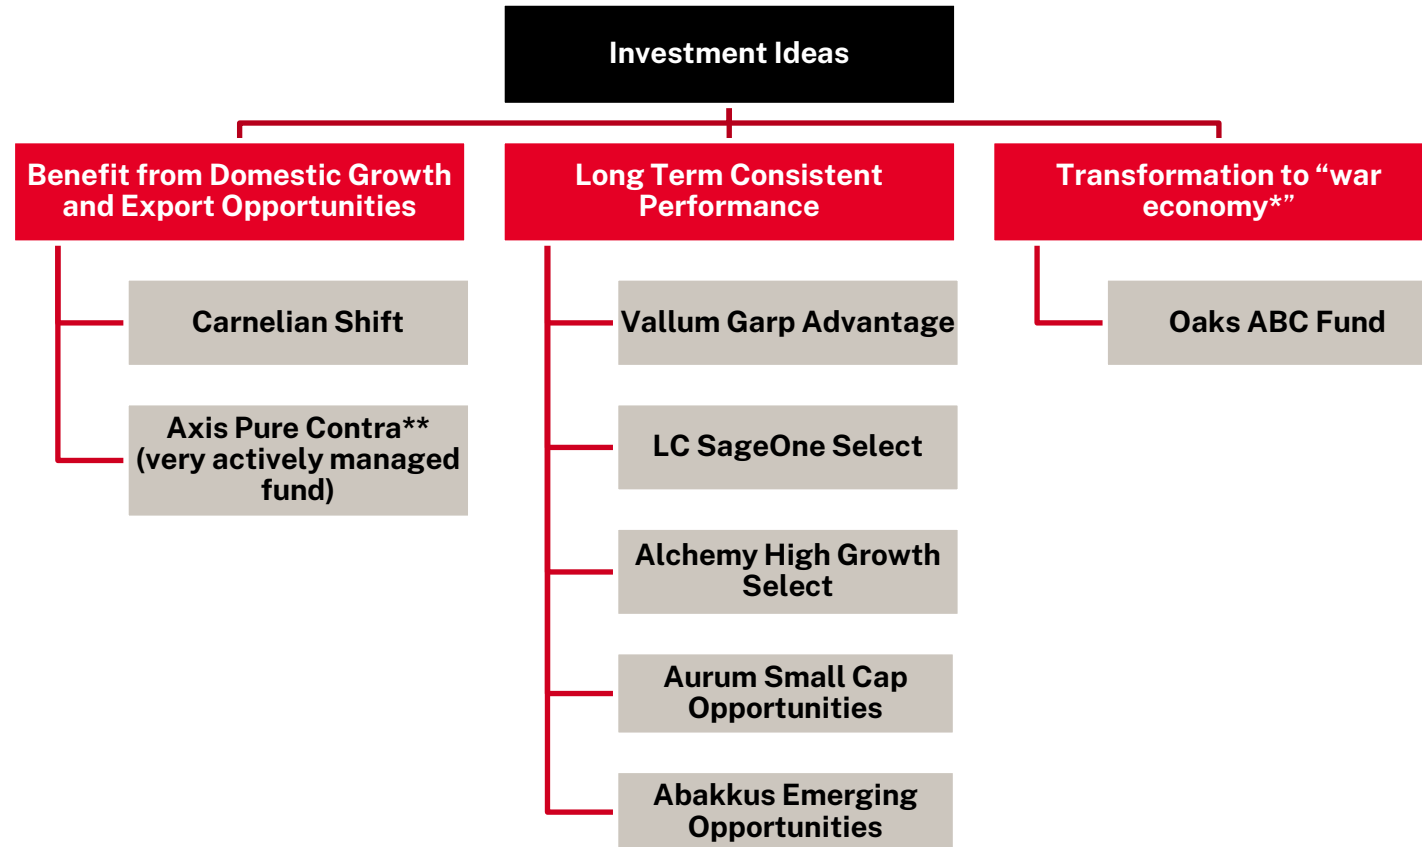 Investment Ideas
Benefit from Domestic Growth
and Export Opportunities
Carnelian Shift
Axis Pure Contra**
(very actively managed
fund)
Long Term Consistent
Performance
Vallum Garp Advantage
LC SageOne Select
Alchemy High Growth
Select
Aurum Small Cap
Opportunities
Abakkus Emerging
Opportunities
Transformation to “war
economy*”
Oaks ABC Fund